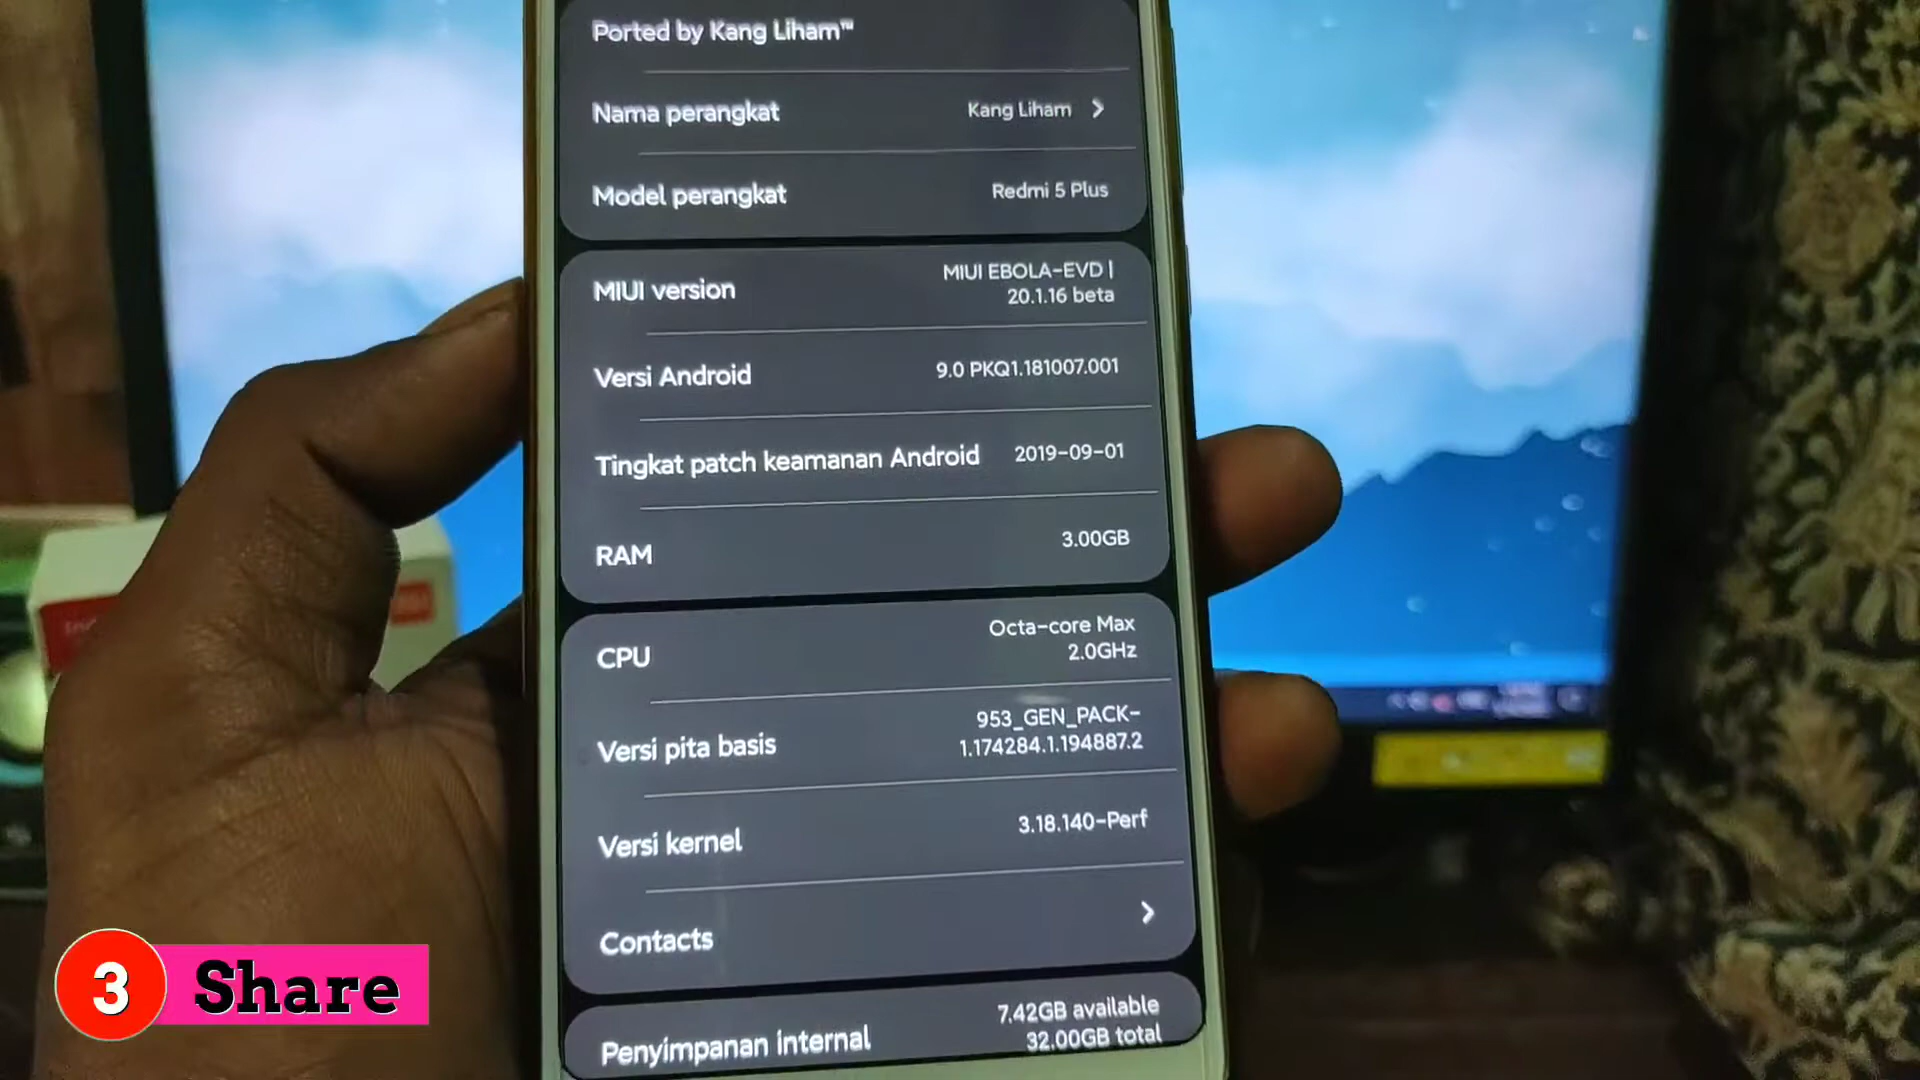 Ported by Kang Liham™
Nama perangkat Kang Liham
Model perangkat Redmi 5 Plus
MIUI version MIUI EBOLA-EVD |
20.1.16 beta
Versi Android 9.0 PKQ1.181007.001
Tingkat patch keamanan Android 2019-09-01
RAM 3.00GB
CPU Octa-core Max
2.0GHz
Versi pita basis 953_GEN_PACK-
1.174284.1.194887.2
Versi kernel 3.18.140-Perf
Contacts
Penyimpanan internal 7.42GB available
32.00GB total
3 Share